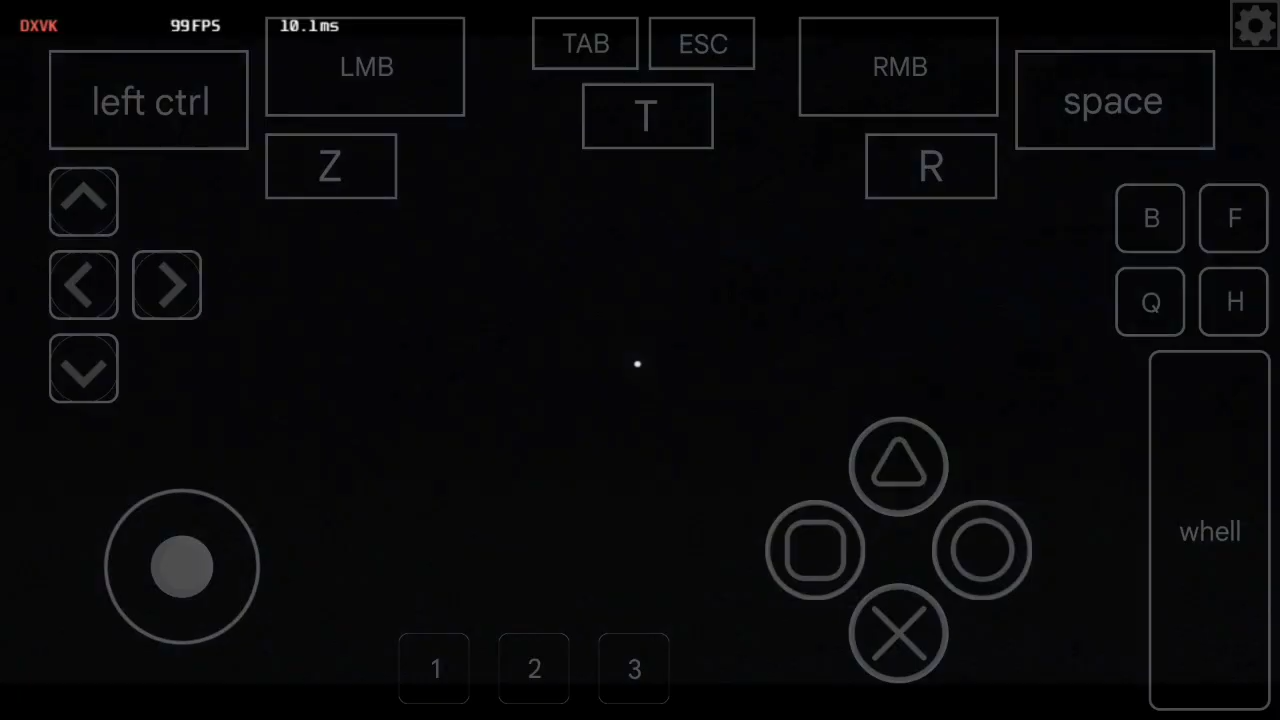 DXVK 99FPS 10.1ms
left ctrl
LMB
TAB
ESC
RMB
space
Z
T
R
B
F
Q
H
whell
1
2
3